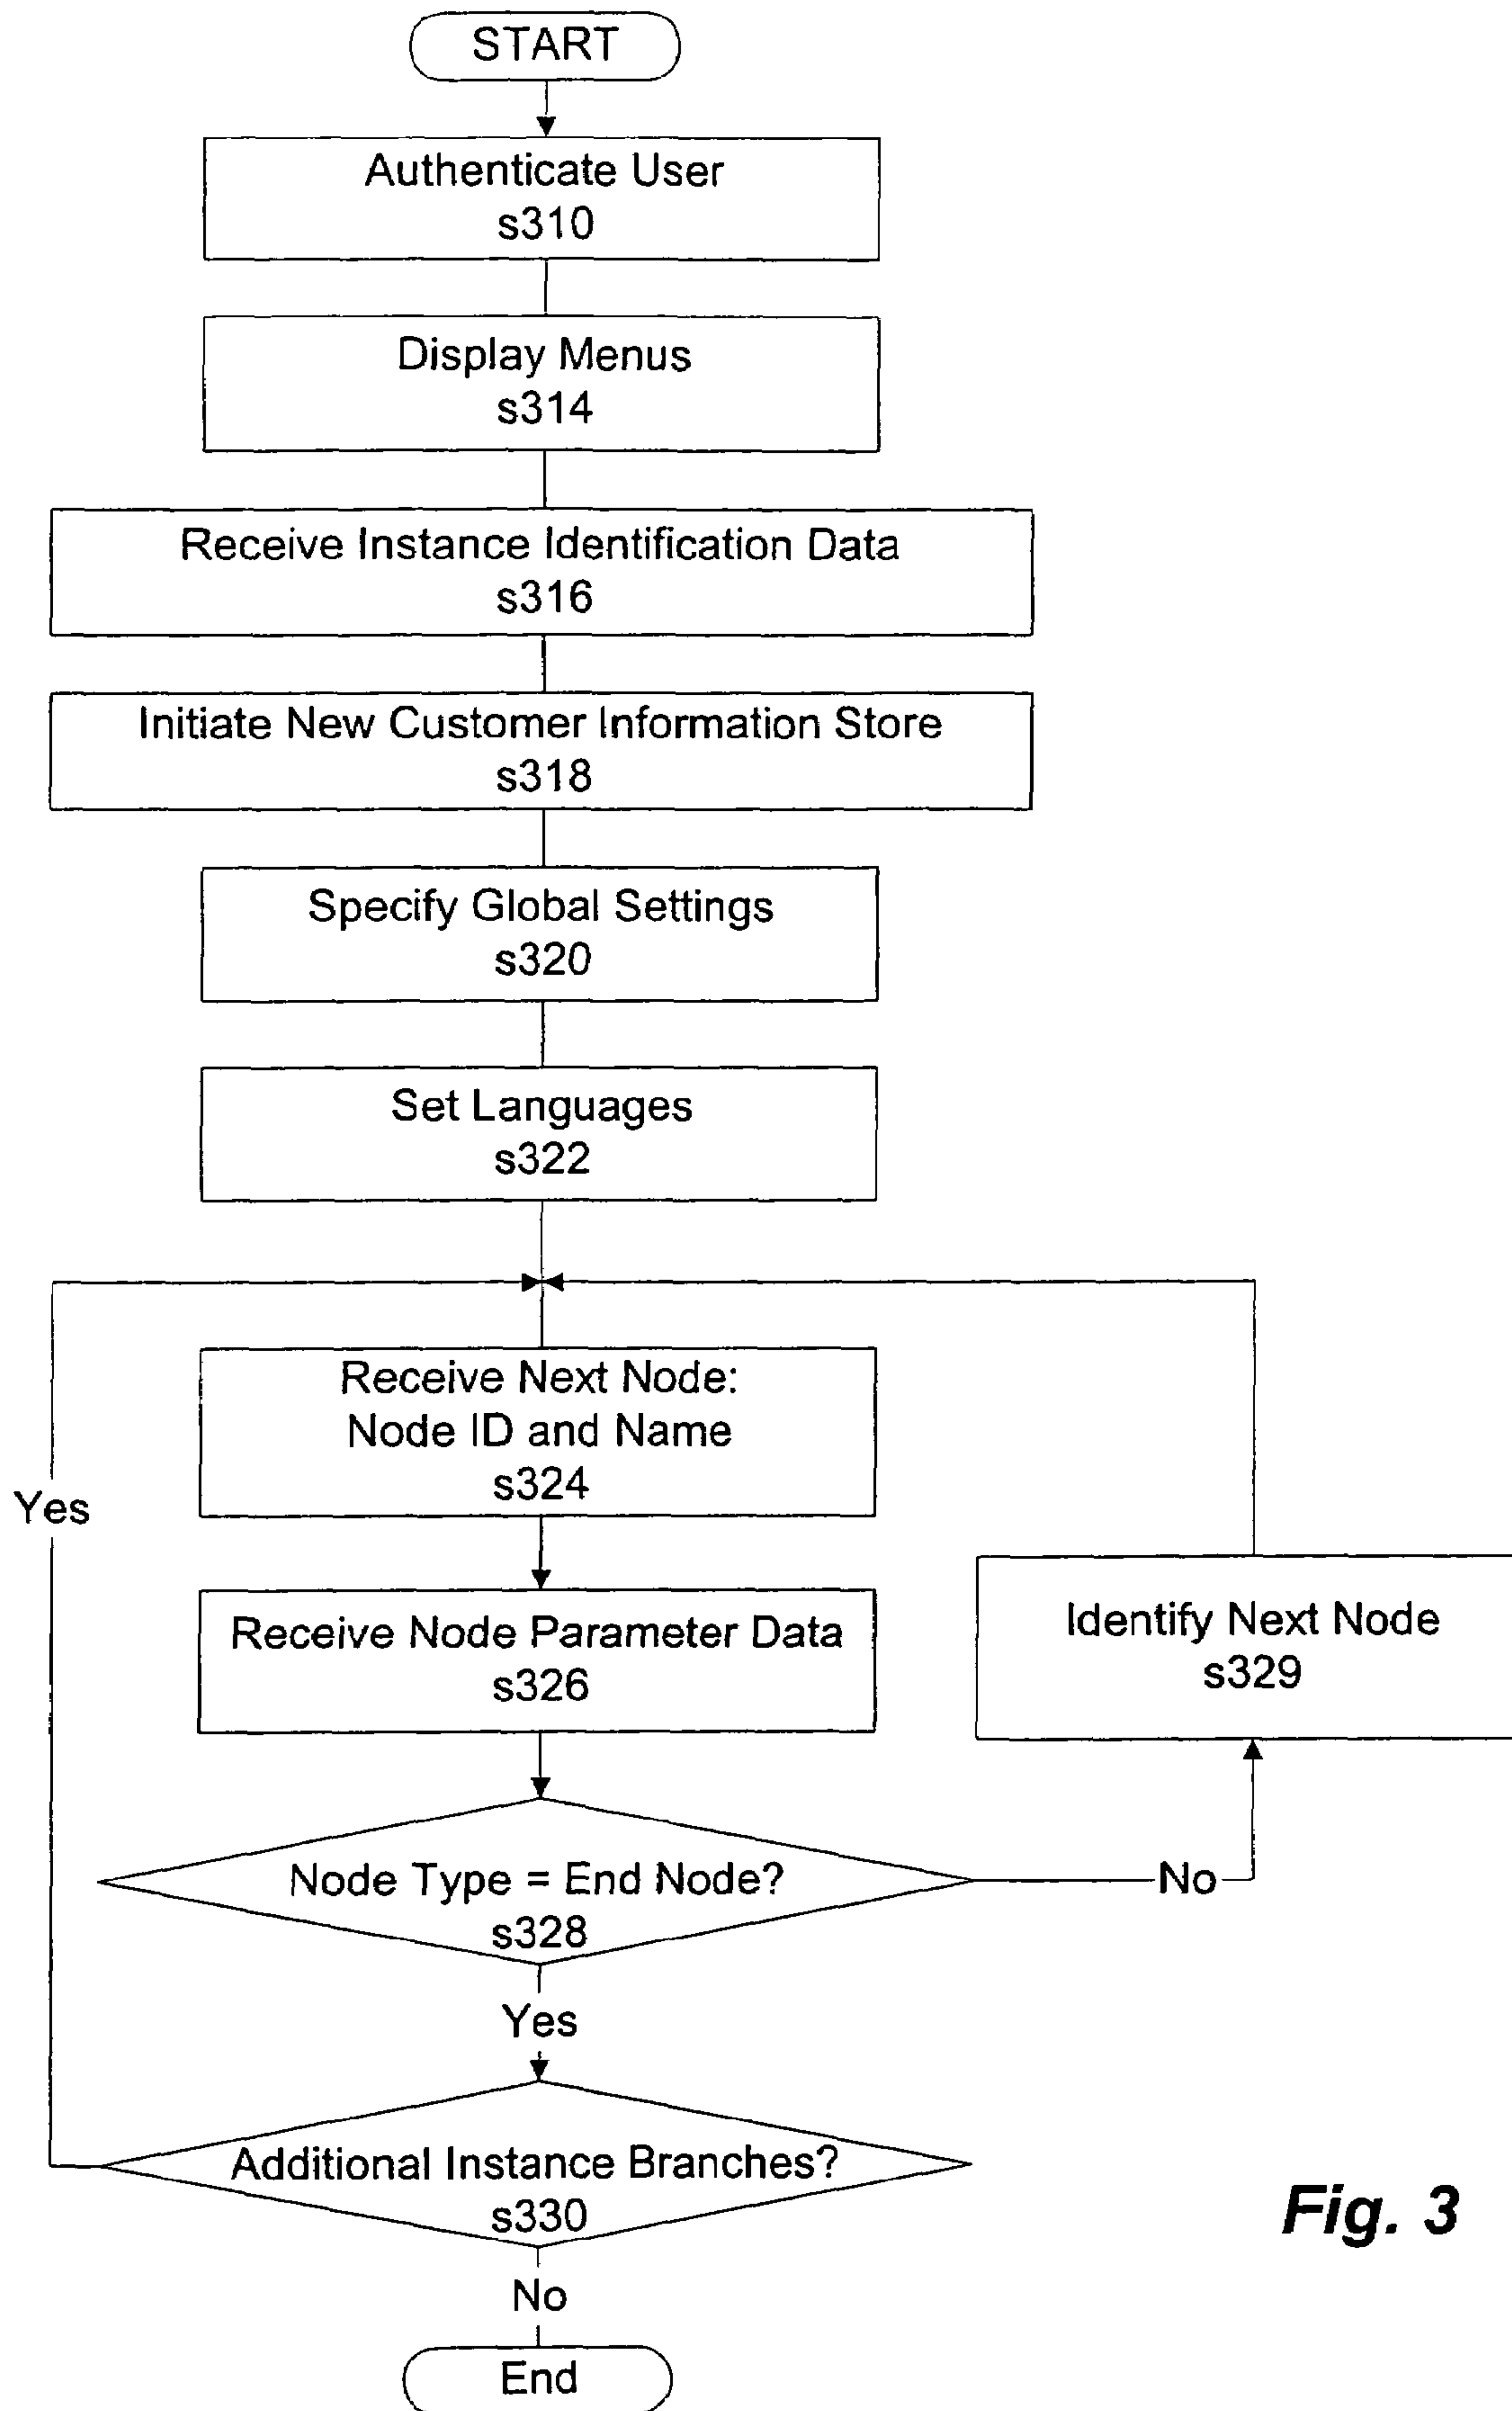 START
Authenticate User
s310
Display Menus
s314
Receive Instance Identification Data
s316
Initiate New Customer Information Store
s318
Specify Global Settings
s320
Set Languages
s322
Receive Next Node:
Node ID and Name
s324
Yes
Receive Node Parameter Data
s326
Identify Next Node
s329
Node Type = End Node?
s328
No
Yes
Additional Instance Branches?
s330
No
End
Fig. 3